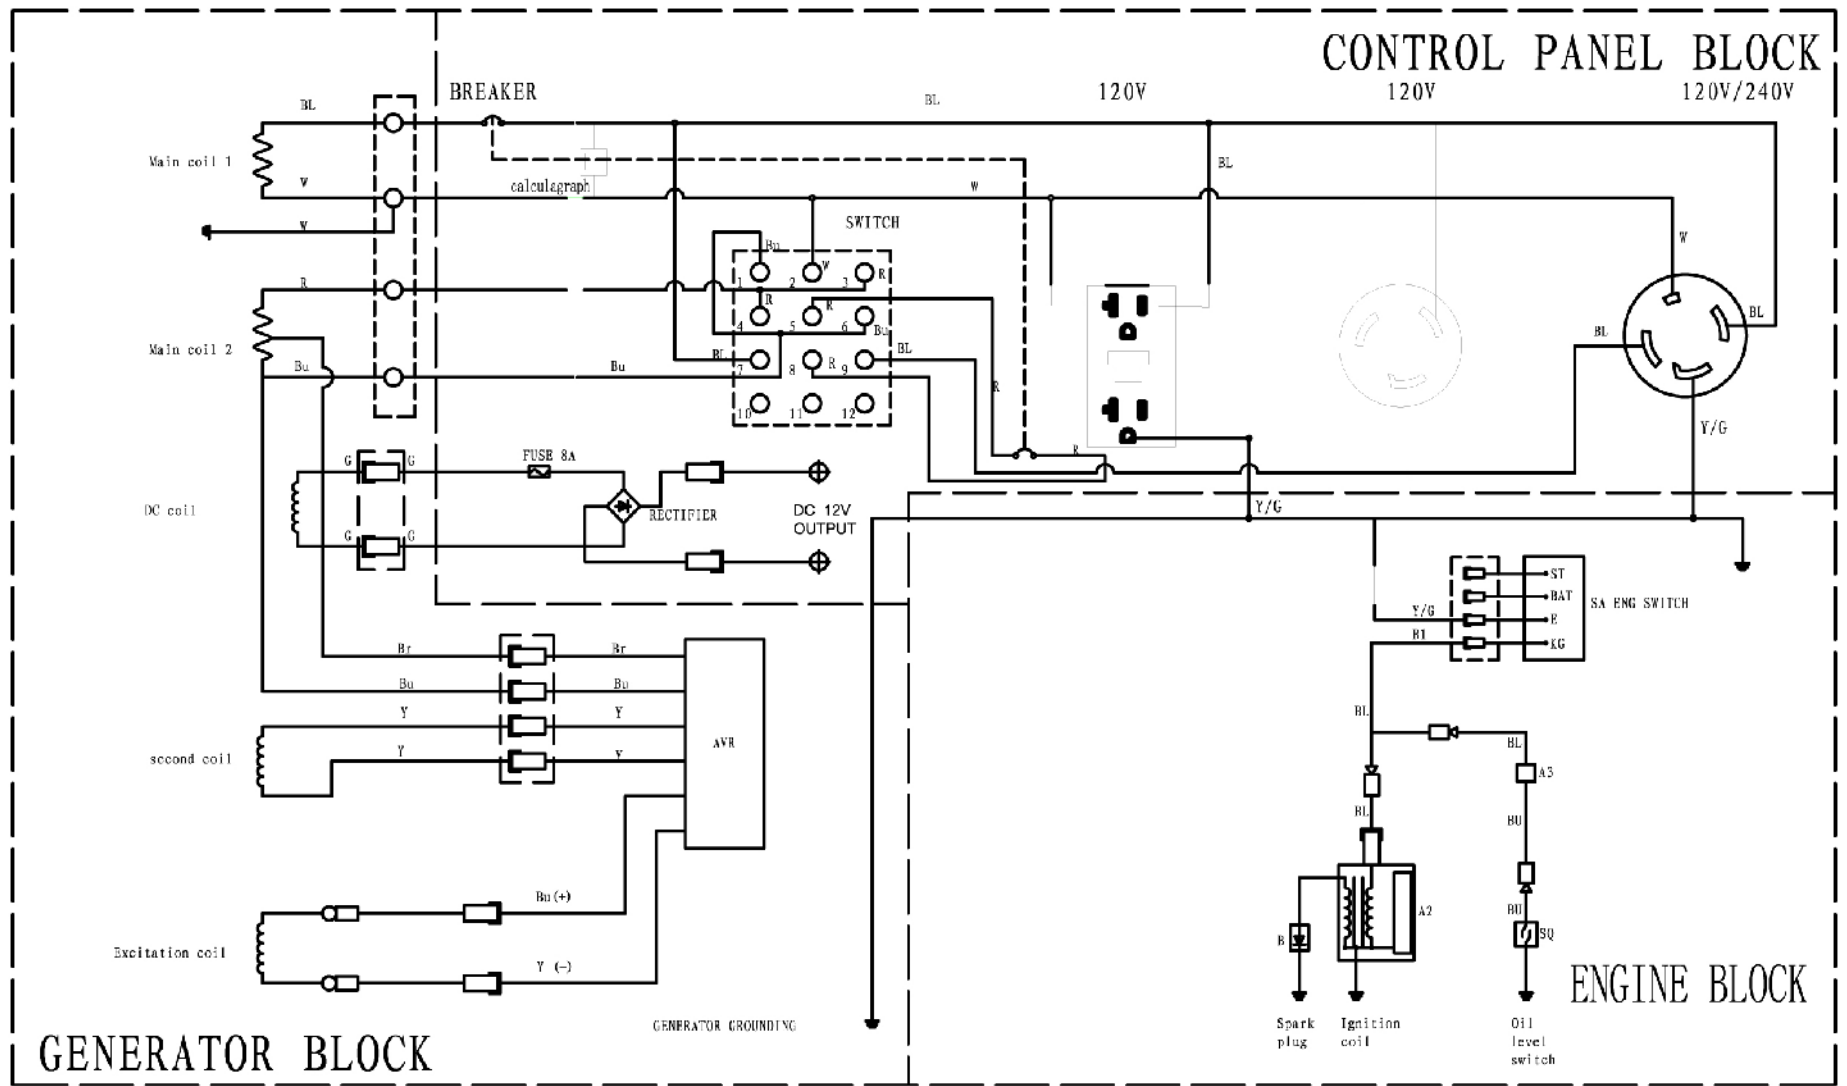 CONTROL PANEL BLOCK
BREAKER
120V
120V
120V/240V
BL
BL
Main coil 1
BL
W
calculagraph
W
W
SWITCH
W
Bu
W
R
1
2
3
R
R
R
4
5
6
Bu
BL
BL
Main coil 2
Bu
Bu
BL
R
BL
7
8
9
R
10
11
12
Y/G
G
G
FUSE 8A
R
DC coil
RECTIFIER
DC 12V
OUTPUT
Y/G
G
G
ST
BAT
SA ENG SWITCH
E
KG
Y/G
B1
Br
Br
Bu
Bu
Y
Y
BL
AVR
BL
second coil
Y
Y
A3
BL
BU
Bu(+)
A2
BU
B
SQ
Excitation coil
Y (-)
ENGINE BLOCK
GENERATOR GROUNDING
Spark
plug
Ignition
coil
Oil
level
switch
GENERATOR BLOCK